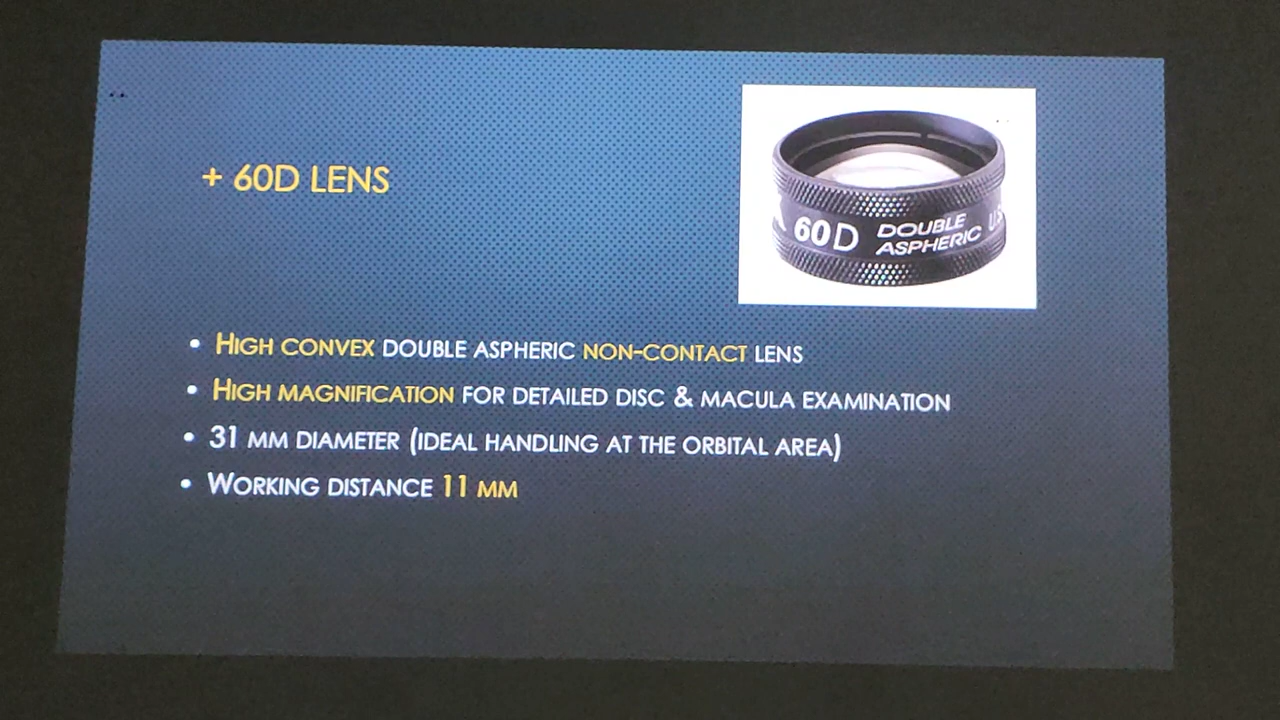 + 60D LENS
60D DOUBLE
ASPHERIC
• HIGH CONVEX DOUBLE ASPHERIC NON-CONTACT LENS
• HIGH MAGNIFICATION FOR DETAILED DISC & MACULA EXAMINATION
• 31 MM DIAMETER (IDEAL HANDLING AT THE ORBITAL AREA)
• WORKING DISTANCE 11 MM